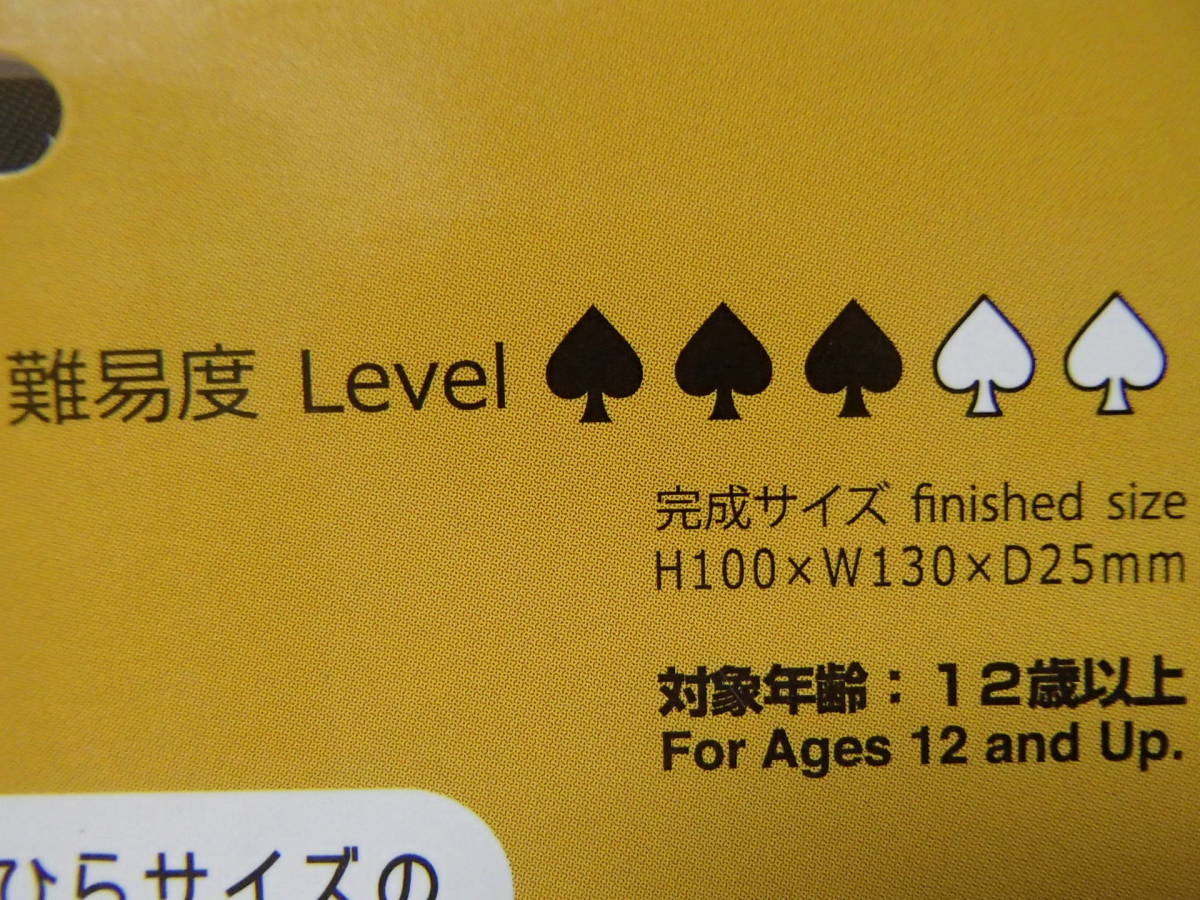 難易度 Level
完成サイズ finished size
H100×W130×D25mm
対象年齢：１２歳以上
For Ages 12 and Up.
ひらサイズの